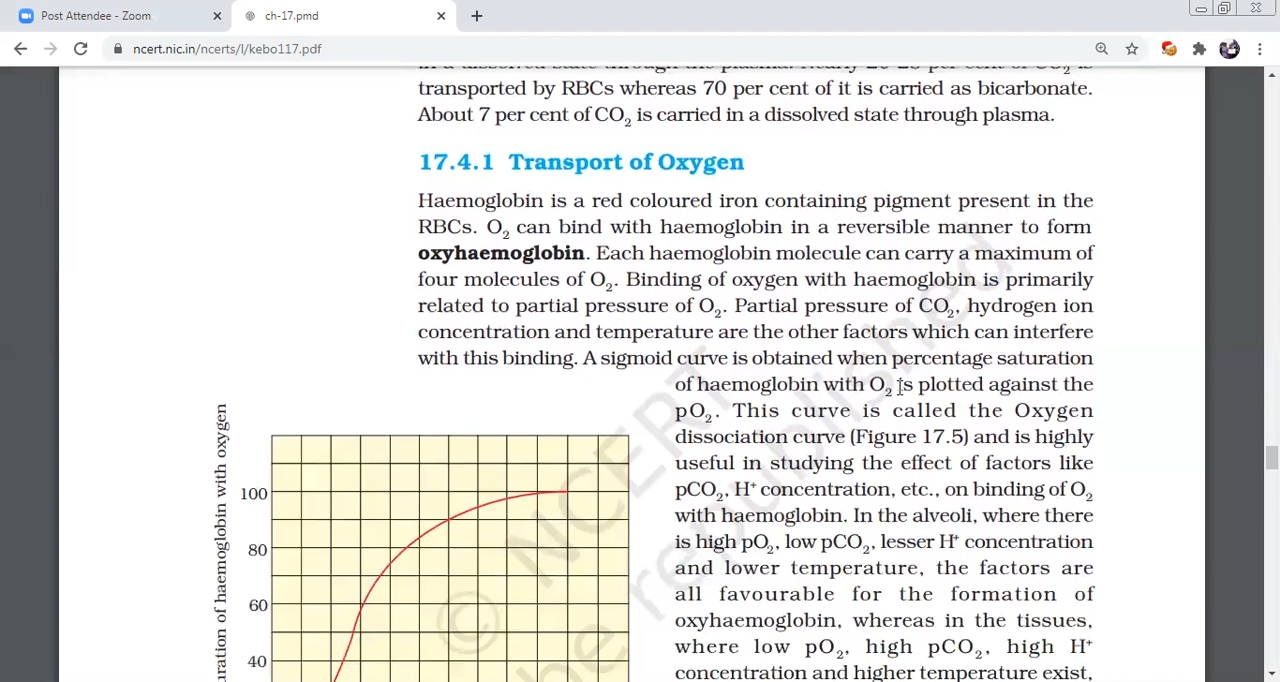 Post Attendee - Zoom
ch-17.pmd
ncert.nic.in/ncerts/l/kebo117.pdf
transported by RBCs whereas 70 per cent of it is carried as bicarbonate.
About 7 per cent of CO2 is carried in a dissolved state through plasma.
17.4.1 Transport of Oxygen
Haemoglobin is a red coloured iron containing pigment present in the
RBCs. O2 can bind with haemoglobin in a reversible manner to form
oxyhaemoglobin. Each haemoglobin molecule can carry a maximum of
four molecules of O2. Binding of oxygen with haemoglobin is primarily
related to partial pressure of O2. Partial pressure of CO2, hydrogen ion
concentration and temperature are the other factors which can interfere
with this binding. A sigmoid curve is obtained when percentage saturation
of haemoglobin with O2 is plotted against the
pO2. This curve is called the Oxygen
dissociation curve (Figure 17.5) and is highly
useful in studying the effect of factors like
pCO2, H+ concentration, etc., on binding of O2
with haemoglobin. In the alveoli, where there
is high pO2, low pCO2, lesser H+ concentration
and lower temperature, the factors are
all favourable for the formation of
oxyhaemoglobin, whereas in the tissues,
where low pO2, high pCO2, high H+
concentration and higher temperature exist,
of haemoglobin with oxygen
100
80
60
40
© NCERT
be republished